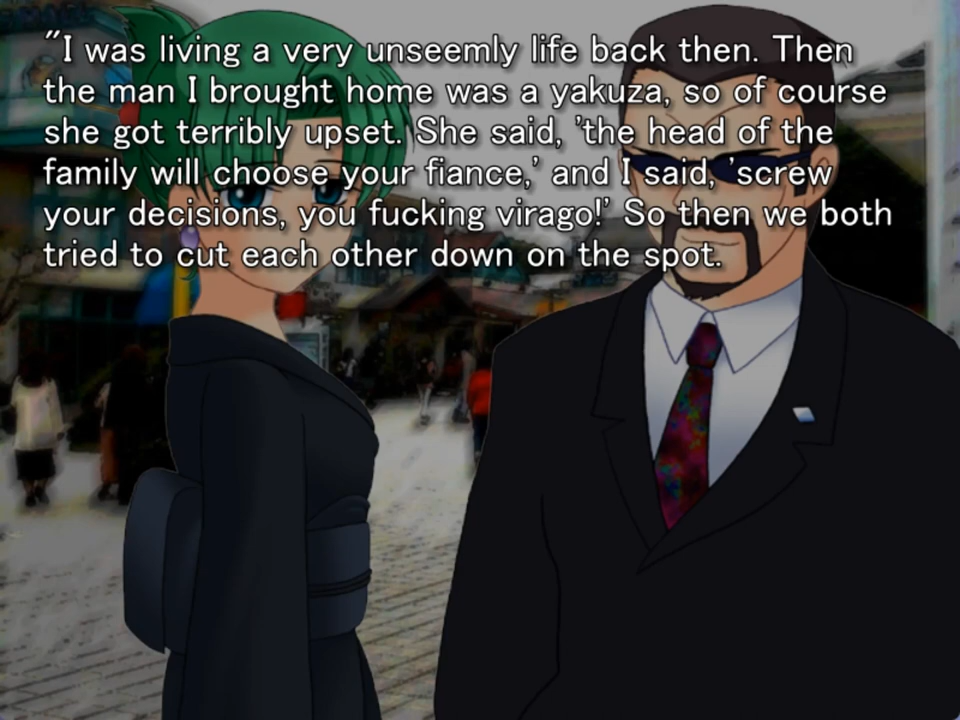 "I was living a very unseemly life back then. Then
the man I brought home was a yakuza, so of course
she got terribly upset. She said, 'the head of the
family will choose your fiance,' and I said, 'screw
your decisions, you fucking virago!' So then we both
tried to cut each other down on the spot.